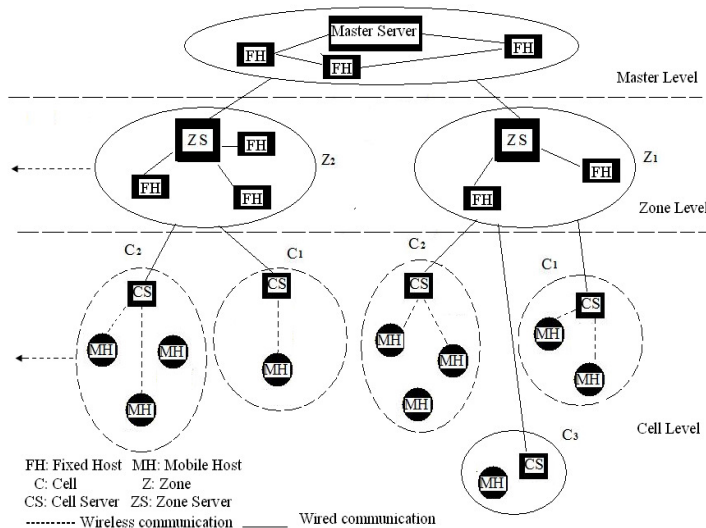 Master Server
FH
FH
FH
Master Level
ZS
FH
Z2
FH
FH
ZS
Z1
FH
FH
Zone Level
C2
C1
C2
C1
CS
CS
CS
CS
MH
MH
MH
MH
MH
MH
MH
MH
MH
MH
C3
Cell Level
CS
MH
FH: Fixed Host MH: Mobile Host
C: Cell Z: Zone
CS: Cell Server ZS: Zone Server
Wireless communication Wired communication